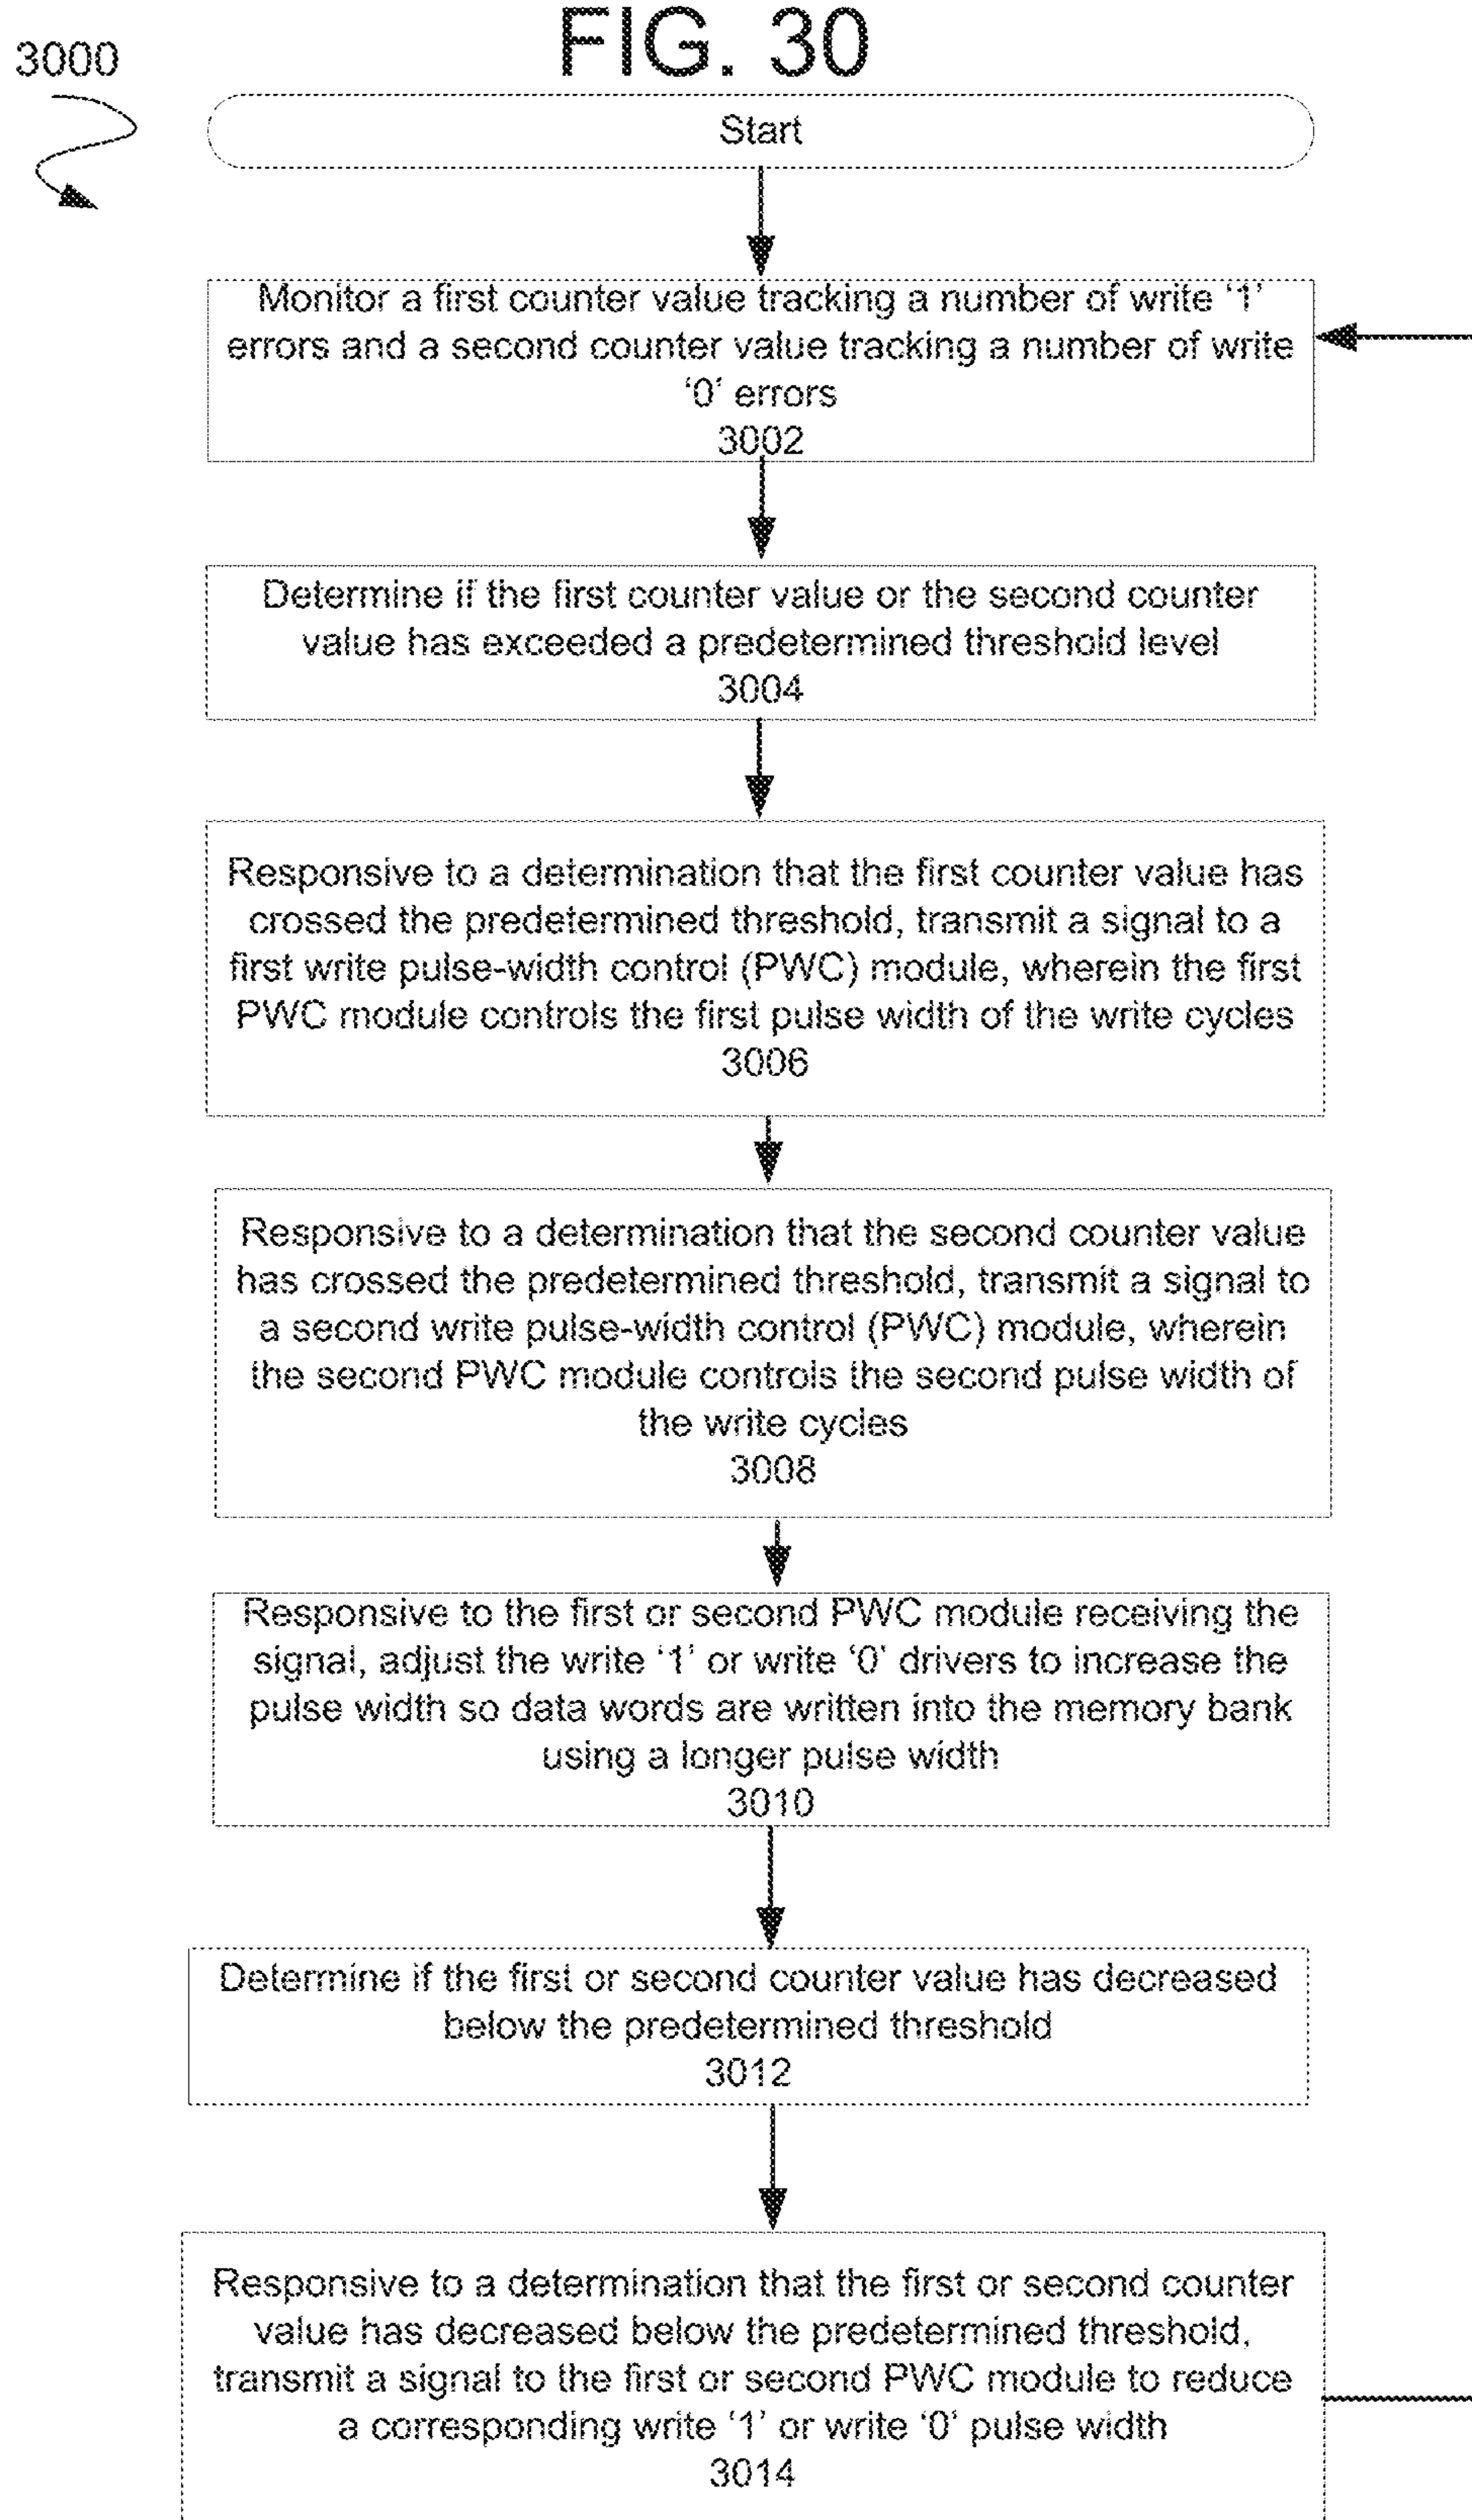 FIG. 30
3000
Start
Monitor a first counter value tracking a number of write ‘1’
errors and a second counter value tracking a number of write
‘0’ errors
3002
Determine if the first counter value or the second counter
value has exceeded a predetermined threshold level
3004
Responsive to a determination that the first counter value has
crossed the predetermined threshold, transmit a signal to a
first write pulse-width control (PWC) module, wherein the first
PWC module controls the first pulse width of the write cycles
3006
Responsive to a determination that the second counter value
has crossed the predetermined threshold, transmit a signal to
a second write pulse-width control (PWC) module, wherein
the second PWC module controls the second pulse width of
the write cycles
3008
Responsive to the first or second PWC module receiving the
signal, adjust the write ‘1’ or write ‘0’ drivers to increase the
pulse width so data words are written into the memory bank
using a longer pulse width
3010
Determine if the first or second counter value has decreased
below the predetermined threshold
3012
Responsive to a determination that the first or second counter
value has decreased below the predetermined threshold,
transmit a signal to the first or second PWC module to reduce
a corresponding write ‘1’ or write ‘0’ pulse width
3014